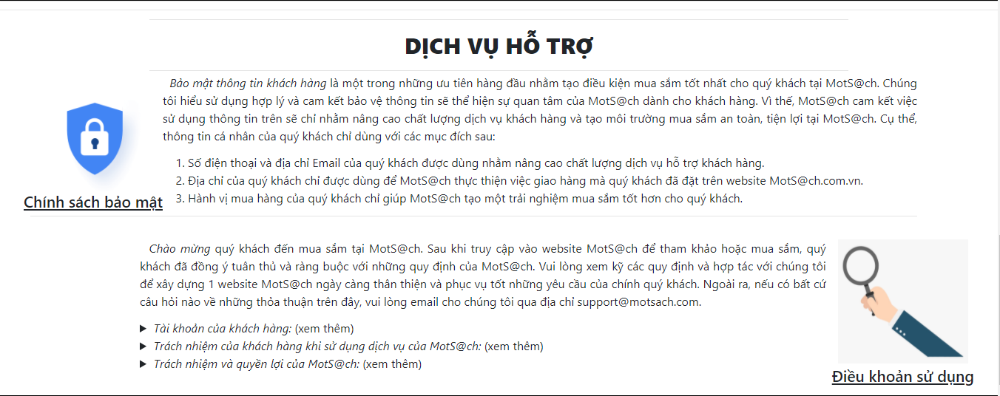 DỊCH VỤ HỖ TRỢ
Bảo mật thông tin khách hàng là một trong những ưu tiên hàng đầu nhằm tạo điều kiện mua sắm tốt nhất cho quý khách tại MotS@ch. Chúng
tôi hiểu sử dụng hợp lý và cam kết bảo vệ thông tin sẽ thể hiện sự quan tâm của MotS@ch dành cho khách hàng. Vì thế, MotS@ch cam kết việc
sử dụng thông tin trên sẽ chỉ nhằm nâng cao chất lượng dịch vụ khách hàng và tạo môi trường mua sắm an toàn, tiện lợi tại MotS@ch. Cụ thể,
thông tin cá nhân của quý khách chỉ dùng với các mục đích sau:
1. Số điện thoại và địa chỉ Email của quý khách được dùng nhằm nâng cao chất lượng dịch vụ hỗ trợ khách hàng.
2. Địa chỉ của quý khách chỉ được dùng để MotS@ch thực thiện việc giao hàng mà quý khách đã đặt trên website MotS@ch.com.vn.
3. Hành vi mua hàng của quý khách chỉ giúp MotS@ch tạo một trải nghiệm mua sắm tốt hơn cho quý khách.
Chính sách bảo mật
Chào mừng quý khách đến mua sắm tại MotS@ch. Sau khi truy cập vào website MotS@ch để tham khảo hoặc mua sắm, quý
khách đã đồng ý tuân thủ và ràng buộc với những quy định của MotS@ch. Vui lòng xem kỹ các quy định và hợp tác với chúng tôi
để xây dựng 1 website MotS@ch ngày càng thân thiện và phục vụ tốt những yêu cầu của chính quý khách. Ngoài ra, nếu có bất cứ
câu hỏi nào về những thỏa thuận trên đây, vui lòng email cho chúng tôi qua địa chỉ support@motsach.com.
Tài khoản của khách hàng: (xem thêm)
Trách nhiệm của khách hàng khi sử dụng dịch vụ của MotS@ch: (xem thêm)
Trách nhiệm và quyền lợi của MotS@ch: (xem thêm)
Điều khoản sử dụng